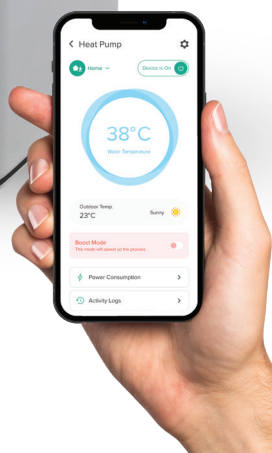 Heat Pump
Home
Device is On
38°C
Water Temperature
Outdoor Temp:
23°C
Sunny
Boost Mode
This mode will speed up the process.
Power Consumption
Activity Logs